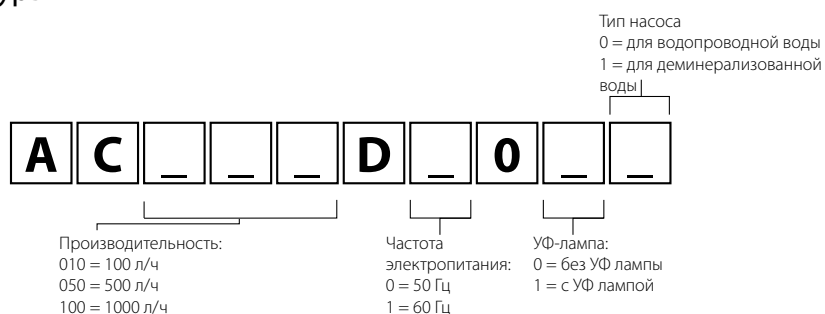 Тип насоса
0 = для водопроводной воды
1 = для деминерализованной
воды
A C _ _ _ D _ 0 _ _
Производительность:
010 = 100 л/ч
050 = 500 л/ч
100 = 1000 л/ч
Частота
электропитания:
0 = 50 Гц
1 = 60 Гц
УФ-лампа:
0 = без УФ лампы
1 = с УФ лампой